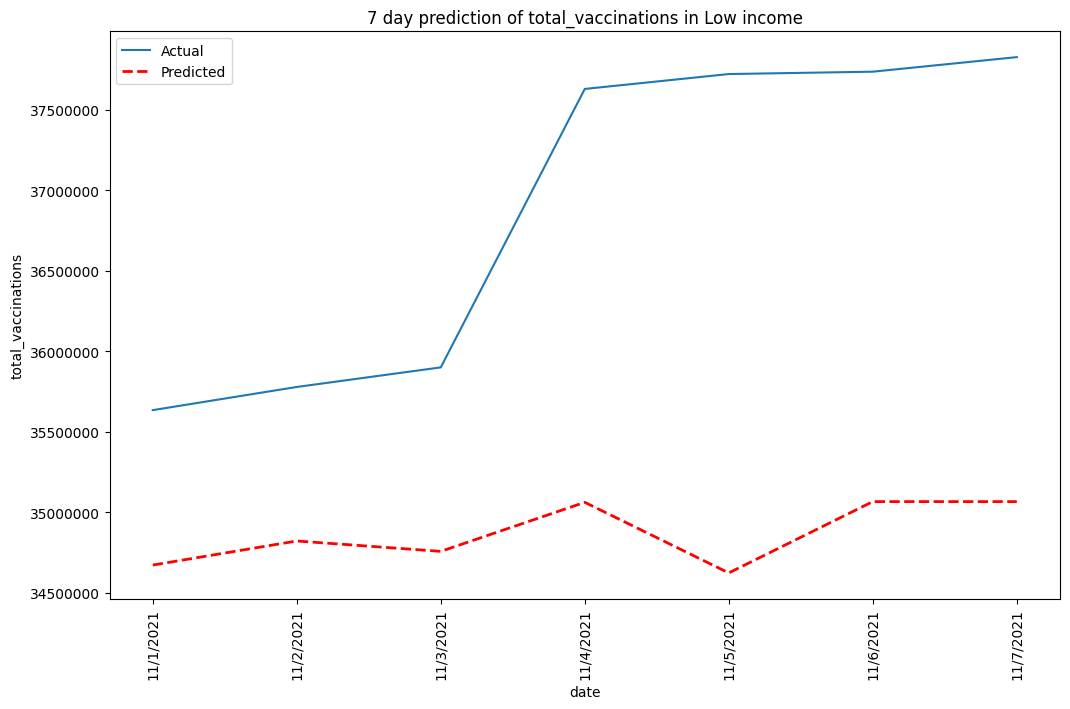 7 day prediction of total_vaccinations in Low income
Actual
Predicted
37500000
37000000
36500000
36000000
35500000
35000000
34500000
total_vaccinations
11/1/2021
11/2/2021
11/3/2021
11/4/2021
11/5/2021
11/6/2021
11/7/2021
date